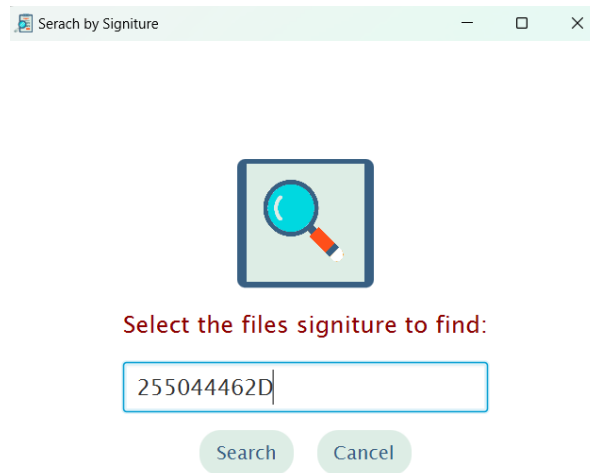 Serach by Signiture
Select the files signiture to find:
255044462D
Search Cancel